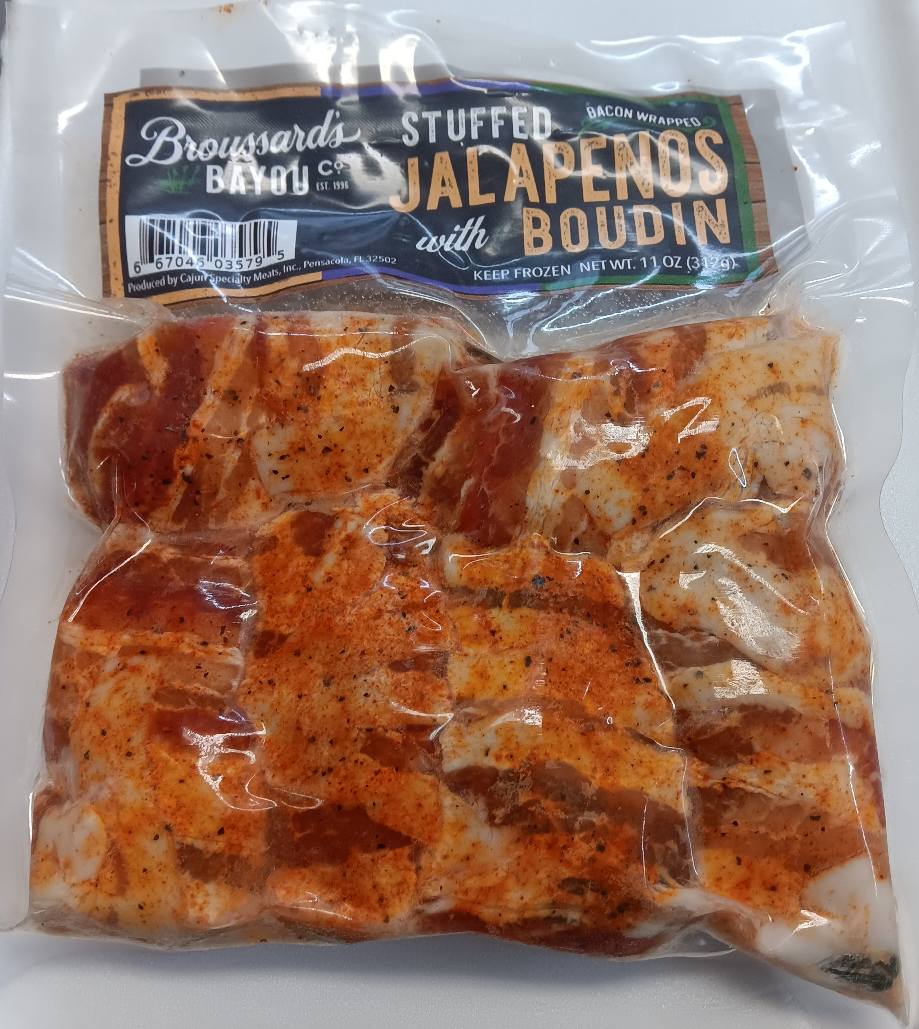 Broussard's
BAYOU Co.
EST. 1996
6 67046 03579 5
Produced by Cajun Specialty Meats, Inc., Pensacola, FL 32502
BACON WRAPPED
STUFFED
JALAPENOS
with BOUDIN
KEEP FROZEN NET WT. 11 OZ (312g)